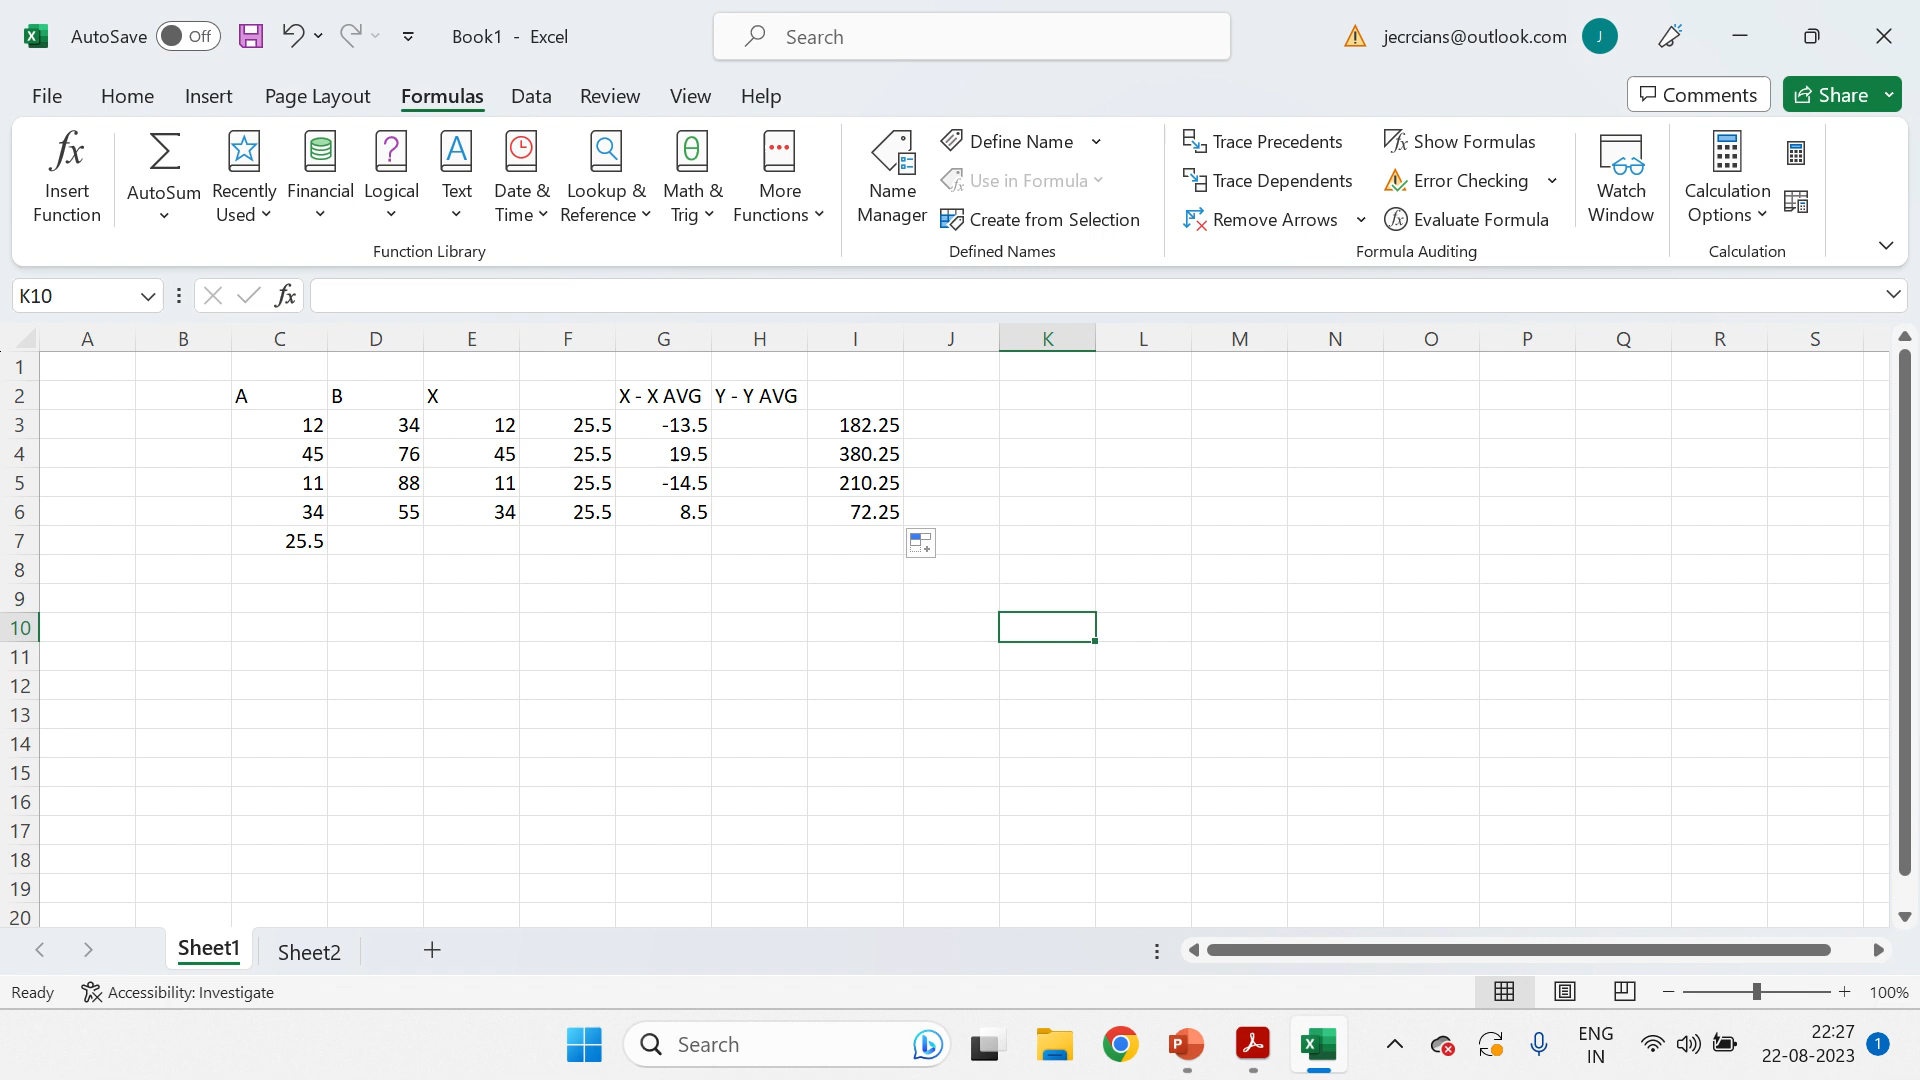 AutoSave Off Book1 - Excel Search jecrcians@outlook.com J
File Home Insert Page Layout Formulas Data Review View Help Comments Share
Insert Function AutoSum Recently Used Financial Logical Text Date & Time Lookup & Reference Math & Trig More Functions
Function Library
Name Manager
Define Name
Use in Formula
Create from Selection
Defined Names
Trace Precedents Show Formulas
Trace Dependents Error Checking
Remove Arrows Evaluate Formula
Formula Auditing
Watch Window
Calculation Options
Calculation
K10 fx
A B C D E F G H I J K L M N O P Q R S
1
2 A B X X - X AVG Y - Y AVG
3 12 34 12 25.5 -13.5 182.25
4 45 76 45 25.5 19.5 380.25
5 11 88 11 25.5 -14.5 210.25
6 34 55 34 25.5 8.5 72.25
7 25.5
8
9
10
11
12
13
14
15
16
17
18
19
20
Sheet1 Sheet2
Ready Accessibility: Investigate 100%
Search ENG IN 22:27 22-08-2023 1